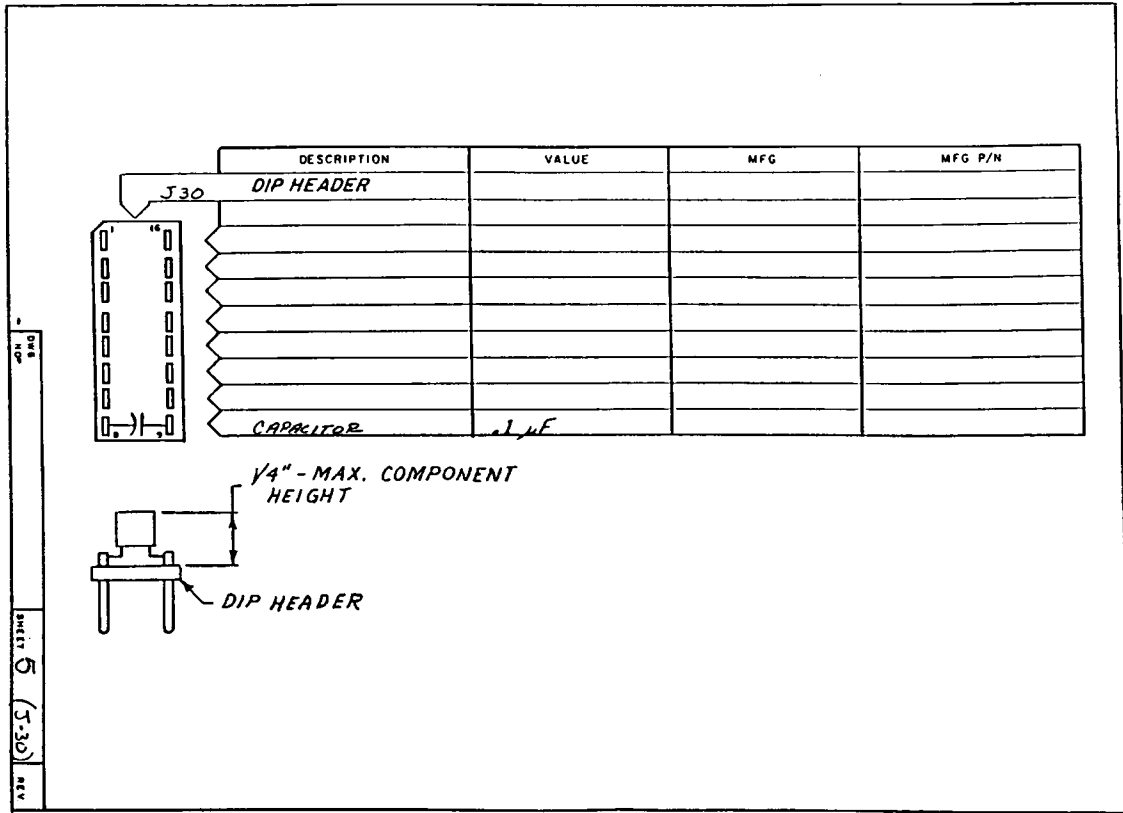 DESCRIPTION VALUE MFG MFG P/N
J30 DIP HEADER
1 16
8 9
CAPACITOR .1 µF
1/4" - MAX. COMPONENT
HEIGHT
DIP HEADER
DWG
NOP
SHEET 5 (J-30) REV